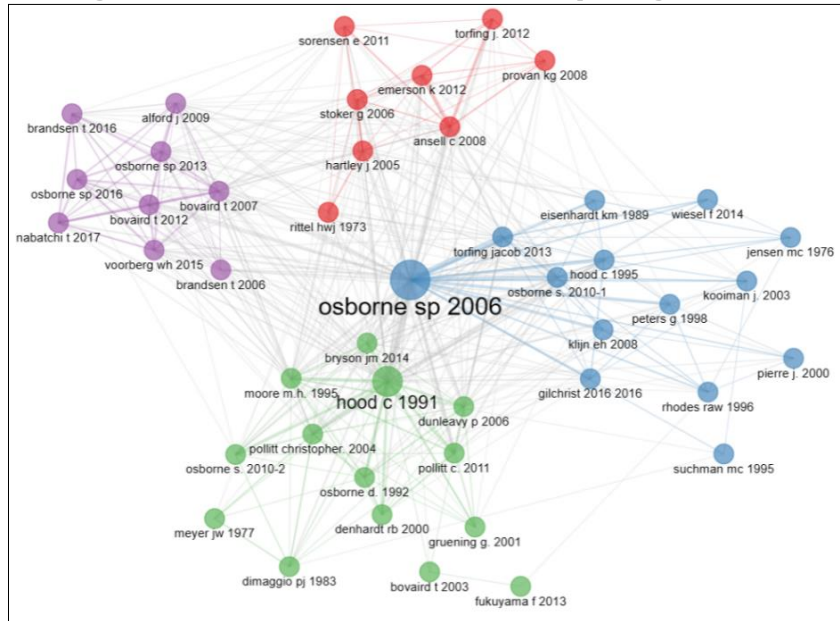 sorensen e 2011
torfing j. 2012
provan kg 2008
emerson k 2012
stoker g 2006
ansell c 2008
hartley j 2005
rittel hwj 1973
alford j 2009
brandsen t 2016
osborne sp 2013
osborne sp 2016
bovaird t 2007
bovaird t 2012
nabatchi t 2017
voorberg wh 2015
brandsen t 2006
eisenhardt km 1989
wiesel f 2014
torfing jacob 2013
jensen mc 1976
hood c 1995
osborne s. 2010-1
kooiman j. 2003
osborne sp 2006
peters g 1998
klijn eh 2008
bryson jm 2014
pierre j. 2000
moore m.h. 1995
gilchrist 2016 2016
hood c 1991
rhodes raw 1996
dunleavy p 2006
pollitt christopher. 2004
osborne s. 2010-2
pollitt c. 2011
suchman mc 1995
osborne d. 1992
meyer jw 1977
denhardt rb 2000
gruening g. 2001
dimaggio pj 1983
bovaird t 2003
fukuyama f 2013